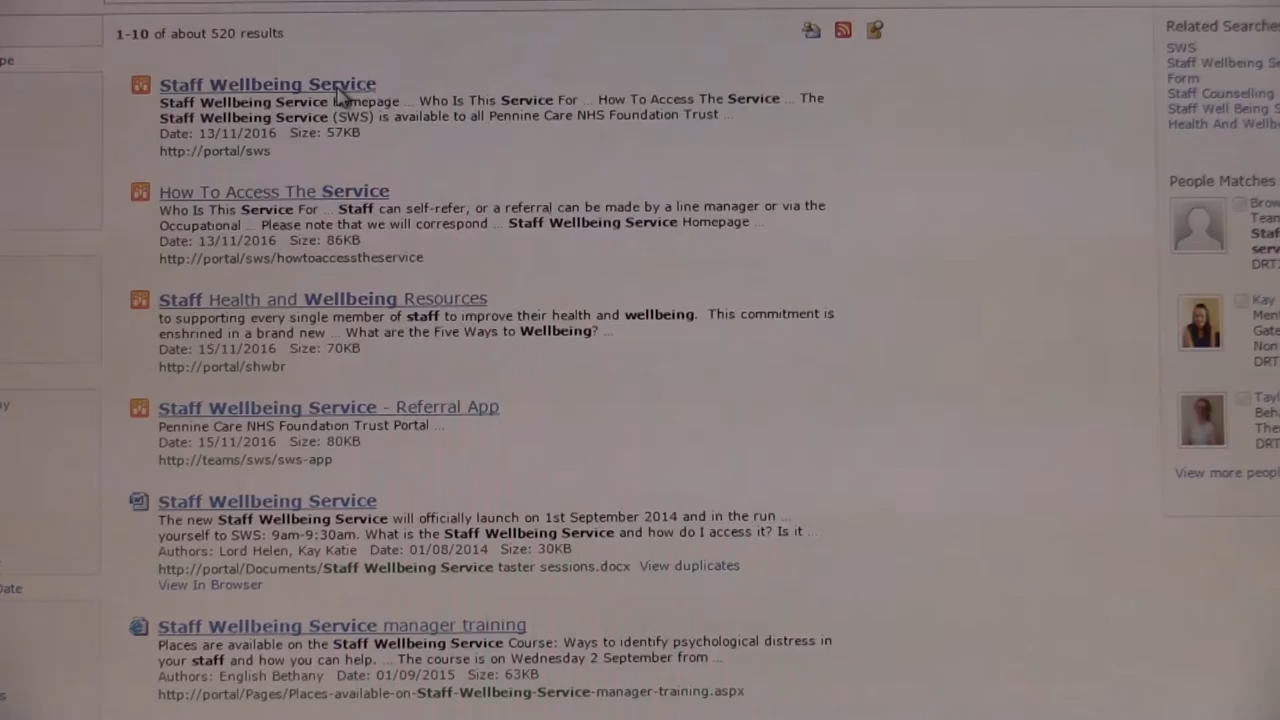 1-10 of about 520 results
Staff Wellbeing Service
Staff Wellbeing Service Homepage ... Who Is This Service For ... How To Access The Service ... The
Staff Wellbeing Service (SWS) is available to all Pennine Care NHS Foundation Trust ...
Date: 13/11/2016 Size: 57KB
http://portal/sws
How To Access The Service
Who Is This Service For ... Staff can self-refer, or a referral can be made by a line manager or via the
Occupational ... Please note that we will correspond ... Staff Wellbeing Service Homepage ...
Date: 13/11/2016 Size: 86KB
http://portal/sws/howtoaccesstheservice
Staff Health and Wellbeing Resources
to supporting every single member of staff to improve their health and wellbeing. This commitment is
enshrined in a brand new ... What are the Five Ways to Wellbeing? ...
Date: 15/11/2016 Size: 70KB
http://portal/shwbr
Staff Wellbeing Service - Referral App
Pennine Care NHS Foundation Trust Portal ...
Date: 15/11/2016 Size: 80KB
http://teams/sws/sws-app
Staff Wellbeing Service
The new Staff Wellbeing Service will officially launch on 1st September 2014 and in the run ...
yourself to SWS: 9am-9:30am. What is the Staff Wellbeing Service and how do I access it? Is it ...
Authors: Lord Helen, Kay Katie Date: 01/08/2014 Size: 30KB
http://portal/Documents/Staff Wellbeing Service taster sessions.docx View duplicates
View In Browser
Staff Wellbeing Service manager training
Places are available on the Staff Wellbeing Service Course: Ways to identify psychological distress in
your staff and how you can help. ... The course is on Wednesday 2 September from ...
Authors: English Bethany Date: 01/09/2015 Size: 63KB
http://portal/Pages/Places-available-on-Staff-Wellbeing-Service-manager-training.aspx
Related Searche
SWS
Staff Wellbeing Se
Form
Staff Counselling
Staff Well Being S
Health And Wellb
People Matches
Brow
Team
Staf
serv
DRT
Kay
Men
Gate
Non
DRT
Tayl
Beh
The
DRT
View more peopl